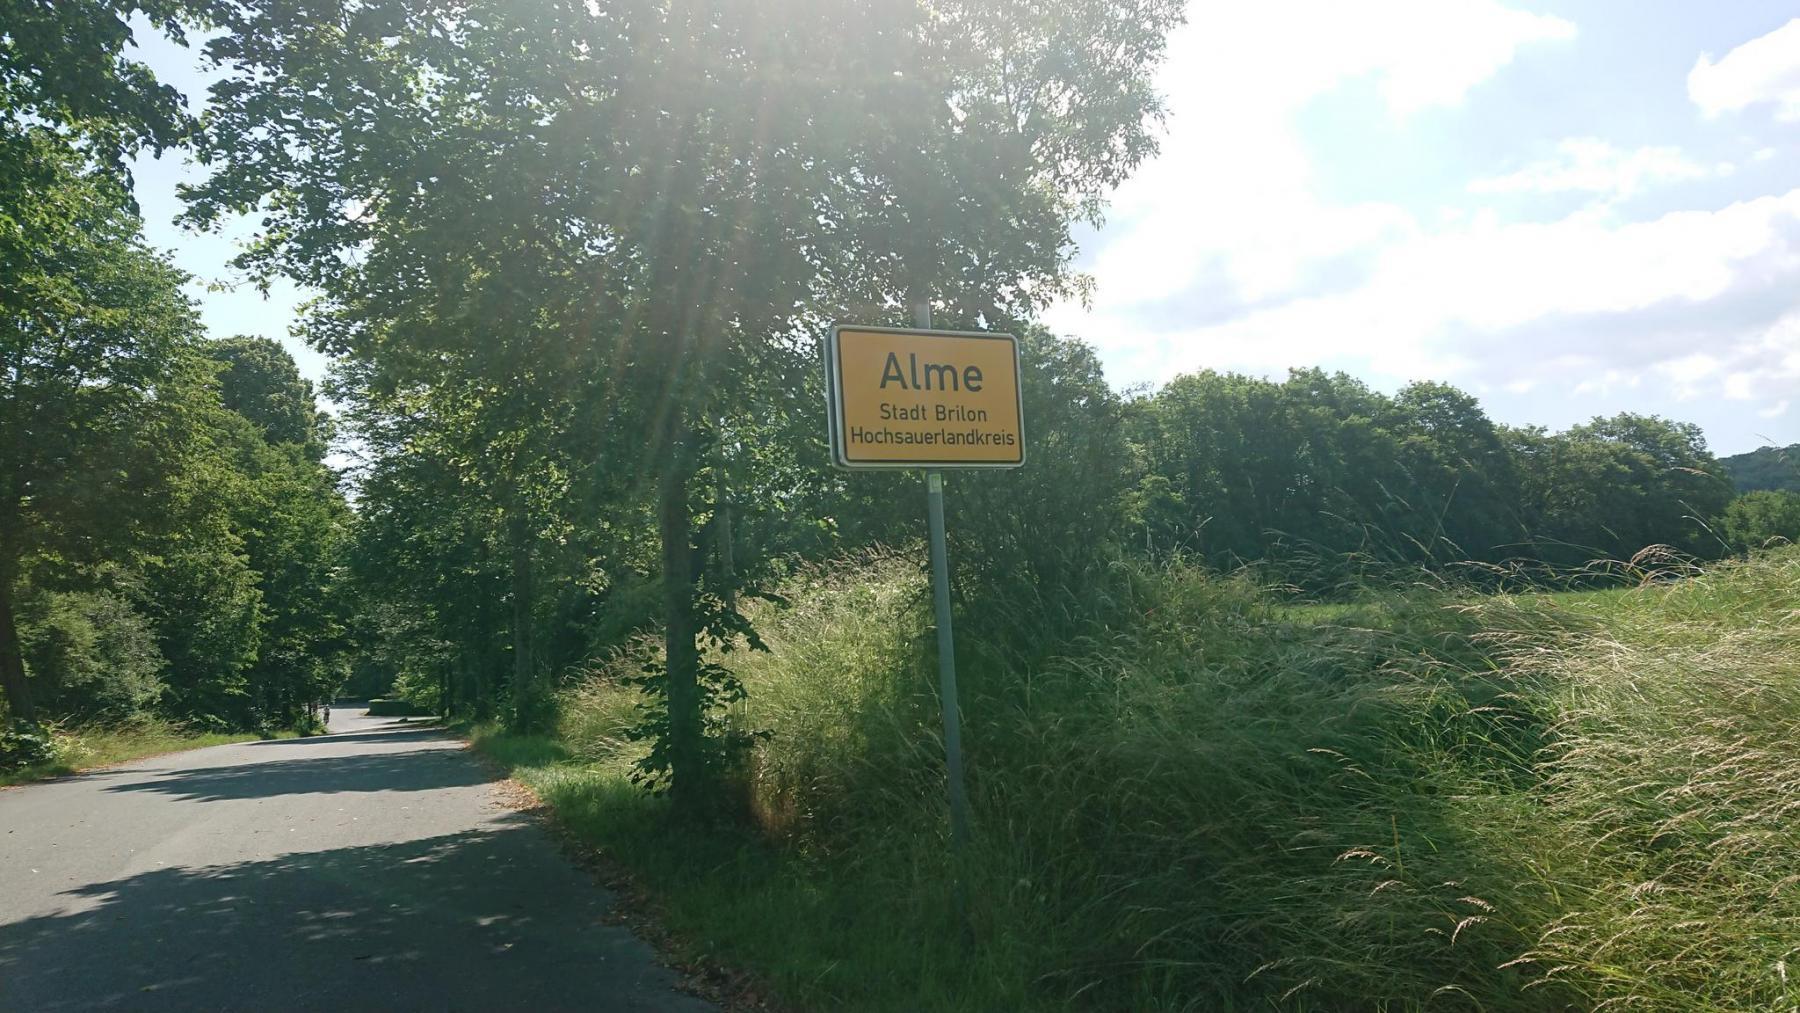 Alme
Stadt Brilon
Hochsauerlandkreis